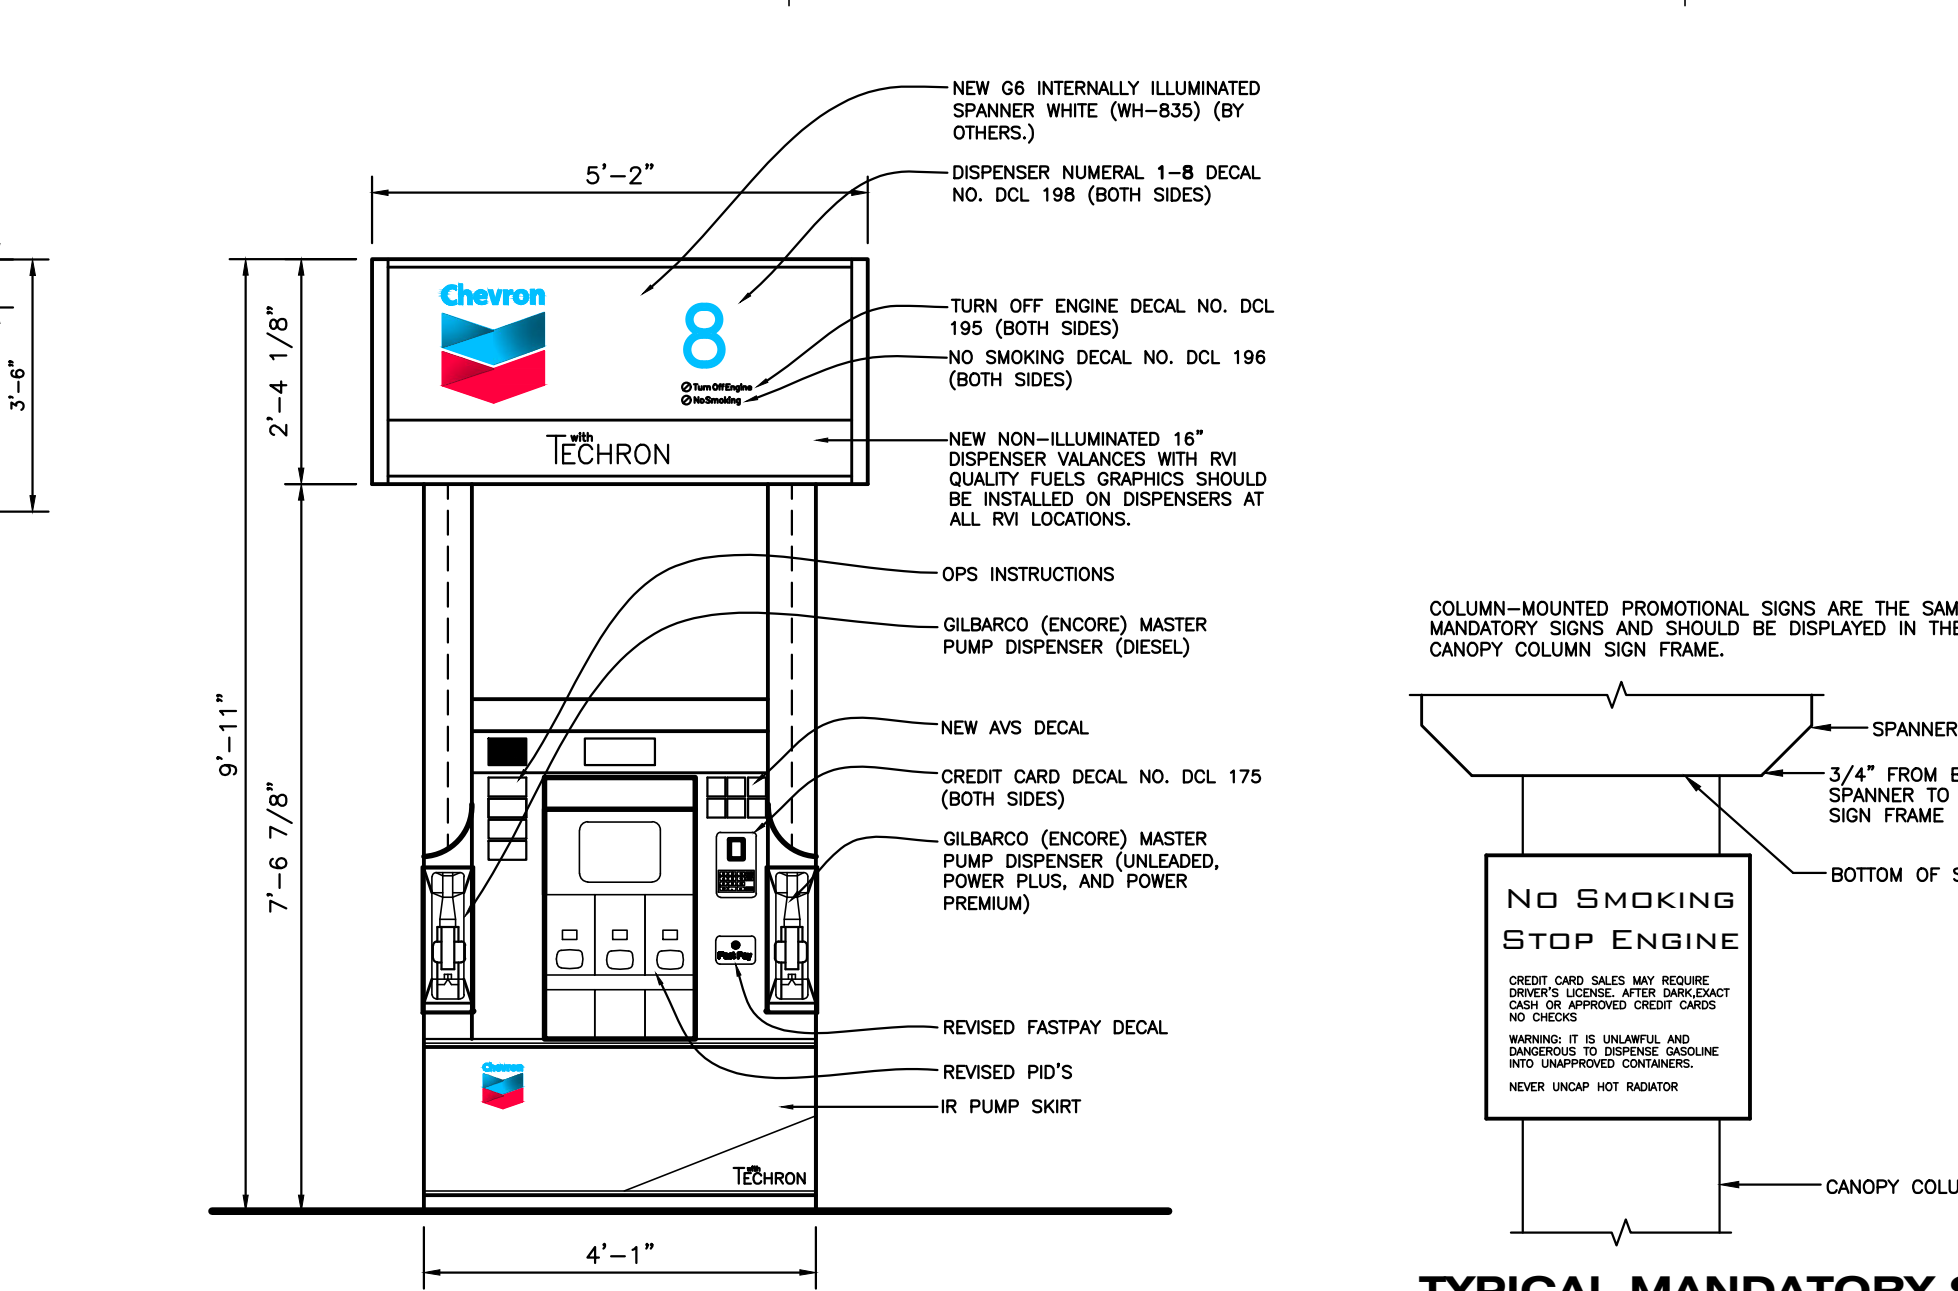 NEW G6 INTERNALLY ILLUMINATED
SPANNER WHITE (WH-835) (BY
OTHERS.)
5'-2"
DISPENSER NUMERAL 1-8 DECAL
NO. DCL 198 (BOTH SIDES)
Chevron
8
Turn Off Engine
No Smoking
TURN OFF ENGINE DECAL NO. DCL
195 (BOTH SIDES)
NO SMOKING DECAL NO. DCL 196
(BOTH SIDES)
3'-6"
2'-4 1/8"
with
TECHRON
NEW NON-ILLUMINATED 16"
DISPENSER VALANCES WITH RVI
QUALITY FUELS GRAPHICS SHOULD
BE INSTALLED ON DISPENSERS AT
ALL RVI LOCATIONS.
OPS INSTRUCTIONS
GILBARCO (ENCORE) MASTER
PUMP DISPENSER (DIESEL)
9'-11"
7'-6 7/8"
NEW AVS DECAL
CREDIT CARD DECAL NO. DCL 175
(BOTH SIDES)
GILBARCO (ENCORE) MASTER
PUMP DISPENSER (UNLEADED,
POWER PLUS, AND POWER
PREMIUM)
Fast Pay
REVISED FASTPAY DECAL
REVISED PID'S
IR PUMP SKIRT
Chevron
with
TECHRON
4'-1"
COLUMN-MOUNTED PROMOTIONAL SIGNS ARE THE SAM
MANDATORY SIGNS AND SHOULD BE DISPLAYED IN THE
CANOPY COLUMN SIGN FRAME.
SPANNER
3/4" FROM B
SPANNER TO
SIGN FRAME
BOTTOM OF S
NO SMOKING
STOP ENGINE
CREDIT CARD SALES MAY REQUIRE
DRIVER'S LICENSE. AFTER DARK,EXACT
CASH OR APPROVED CREDIT CARDS
NO CHECKS
WARNING: IT IS UNLAWFUL AND
DANGEROUS TO DISPENSE GASOLINE
INTO UNAPPROVED CONTAINERS.
NEVER UNCAP HOT RADIATOR
CANOPY COLU
TYPICAL MANDATORY S